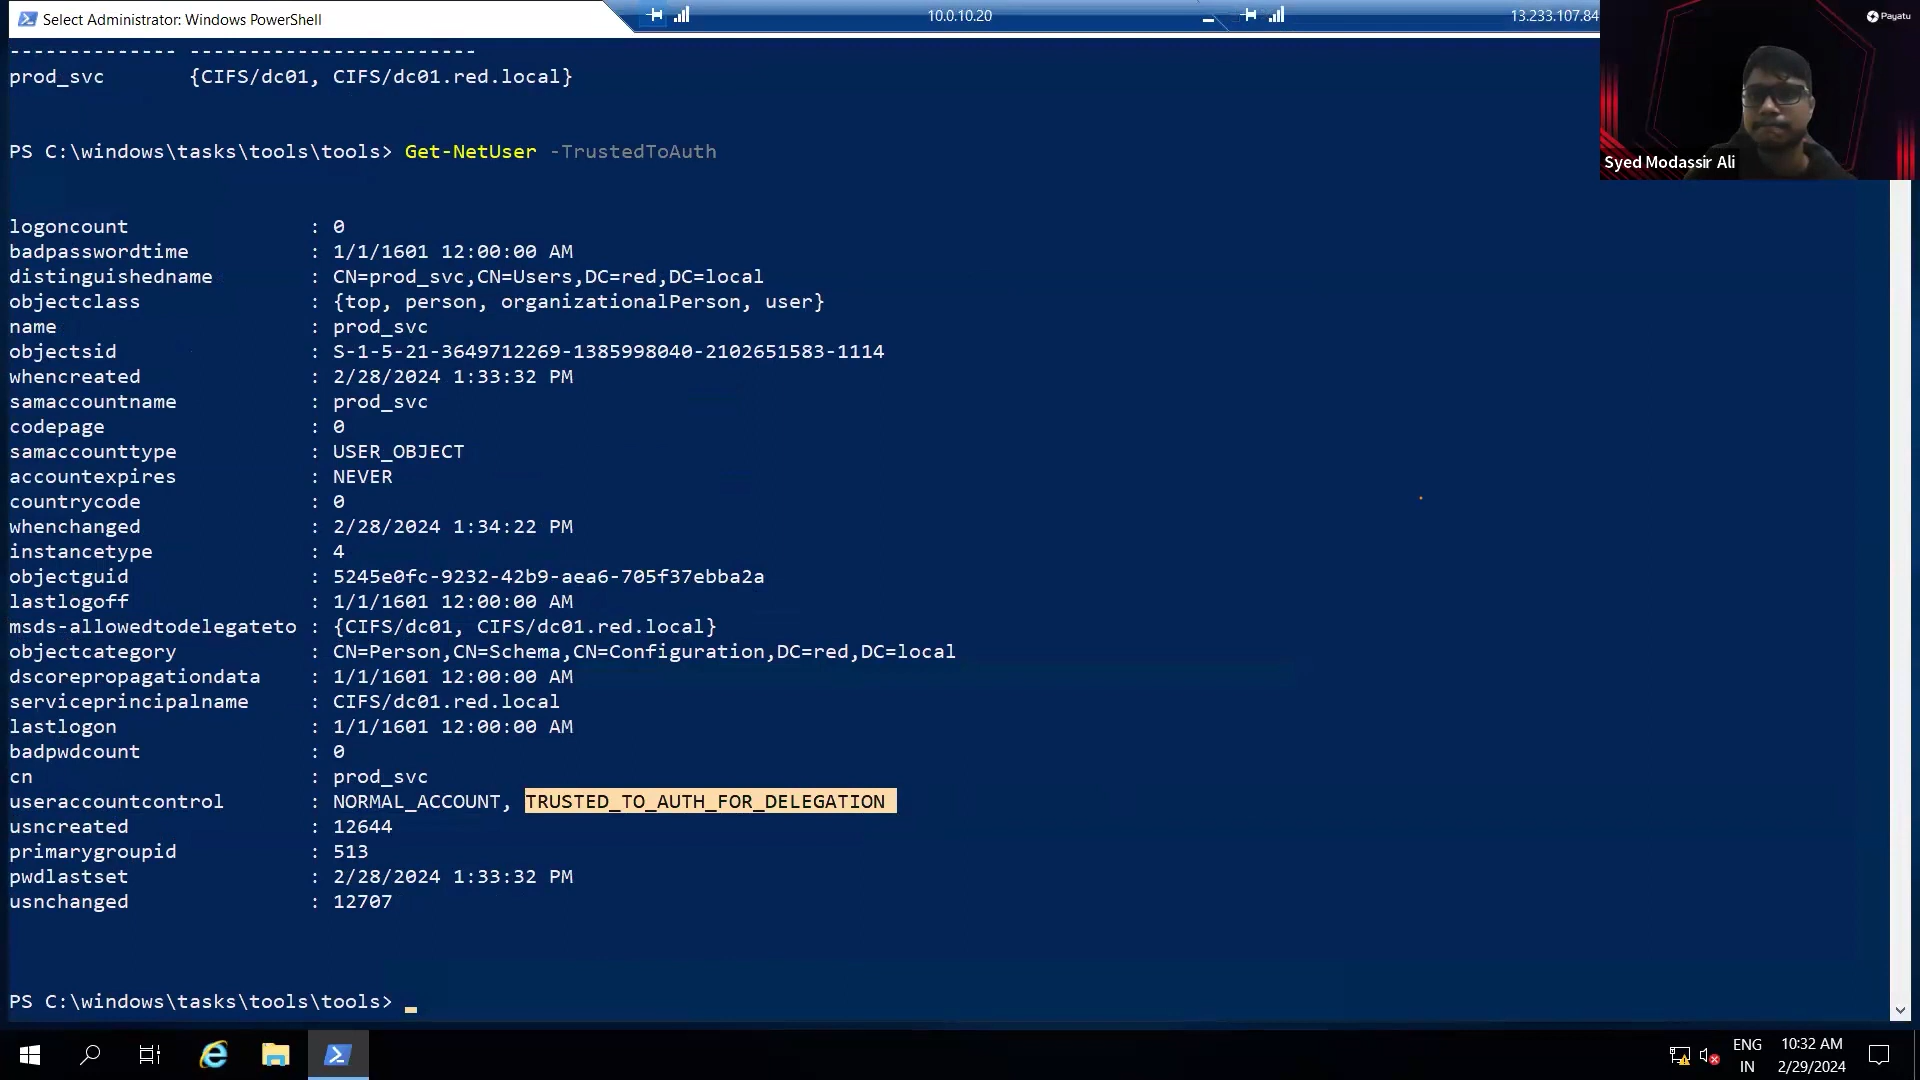 Select Administrator: Windows PowerShell
10.0.10.20
13.233.107.84
Payatu
Syed Modassir Ali
-------------- ------------------------
prod_svc {CIFS/dc01, CIFS/dc01.red.local}
PS C:\windows\tasks\tools\tools> Get-NetUser -TrustedToAuth
logoncount : 0
badpasswordtime : 1/1/1601 12:00:00 AM
distinguishedname : CN=prod_svc,CN=Users,DC=red,DC=local
objectclass : {top, person, organizationalPerson, user}
name : prod_svc
objectsid : S-1-5-21-3649712269-1385998040-2102651583-1114
whencreated : 2/28/2024 1:33:32 PM
samaccountname : prod_svc
codepage : 0
samaccounttype : USER_OBJECT
accountexpires : NEVER
countrycode : 0
whenchanged : 2/28/2024 1:34:22 PM
instancetype : 4
objectguid : 5245e0fc-9232-42b9-aea6-705f37ebba2a
lastlogoff : 1/1/1601 12:00:00 AM
msds-allowedtodelegateto : {CIFS/dc01, CIFS/dc01.red.local}
objectcategory : CN=Person,CN=Schema,CN=Configuration,DC=red,DC=local
dscorepropagationdata : 1/1/1601 12:00:00 AM
serviceprincipalname : CIFS/dc01.red.local
lastlogon : 1/1/1601 12:00:00 AM
badpwdcount : 0
cn : prod_svc
useraccountcontrol : NORMAL_ACCOUNT, TRUSTED_TO_AUTH_FOR_DELEGATION
usncreated : 12644
primarygroupid : 513
pwdlastset : 2/28/2024 1:33:32 PM
usnchanged : 12707
PS C:\windows\tasks\tools\tools>
ENG
IN
10:32 AM
2/29/2024